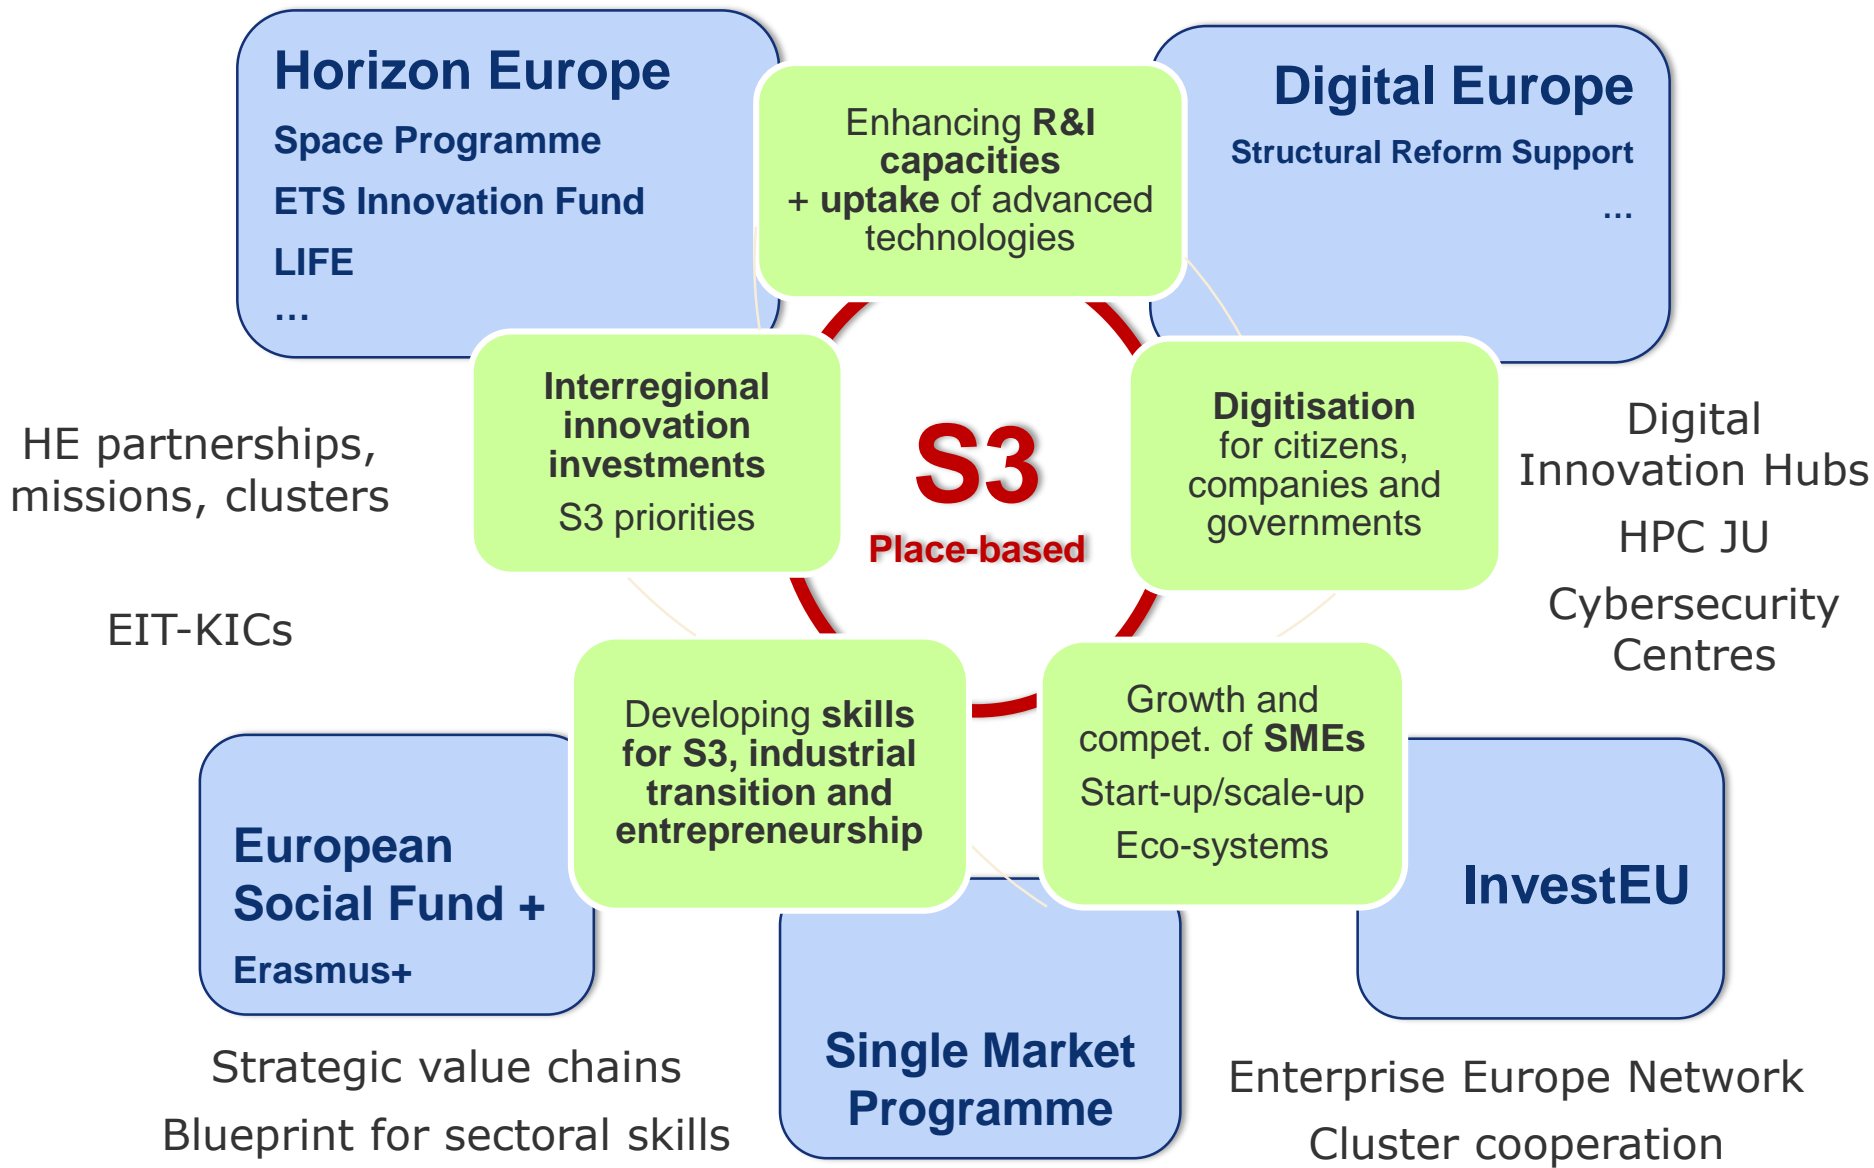 Horizon Europe
Space Programme
ETS Innovation Fund
LIFE
...
Enhancing R&I
capacities
+ uptake of advanced
technologies
Digital Europe
Structural Reform Support
...
Interregional
innovation
investments
S3 priorities
S3
Place-based
Digitisation
for citizens,
companies and
governments
HE partnerships,
missions, clusters
EIT-KICs
Digital
Innovation Hubs
HPC JU
Cybersecurity
Centres
Developing skills
for S3, industrial
transition and
entrepreneurship
Growth and
compet. of SMEs
Start-up/scale-up
Eco-systems
European
Social Fund +
Erasmus+
Single Market
Programme
InvestEU
Strategic value chains
Blueprint for sectoral skills
Enterprise Europe Network
Cluster cooperation